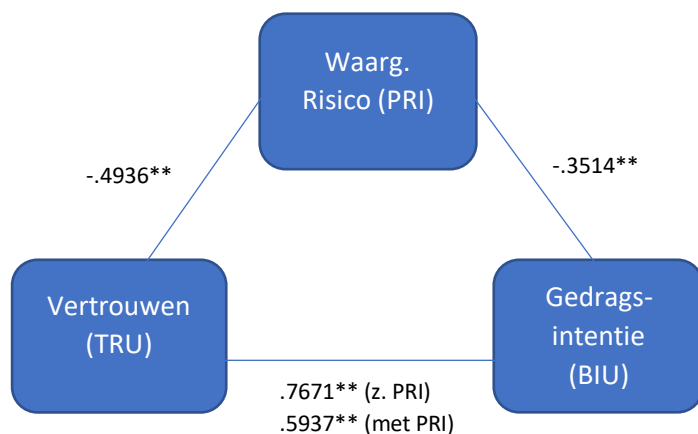 Waarg.
Risico (PRI)
-.4936**
-.3514**
Vertrouwen
(TRU)
Gedrags-
intentie
(BIU)
.7671** (z. PRI)
.5937** (met PRI)